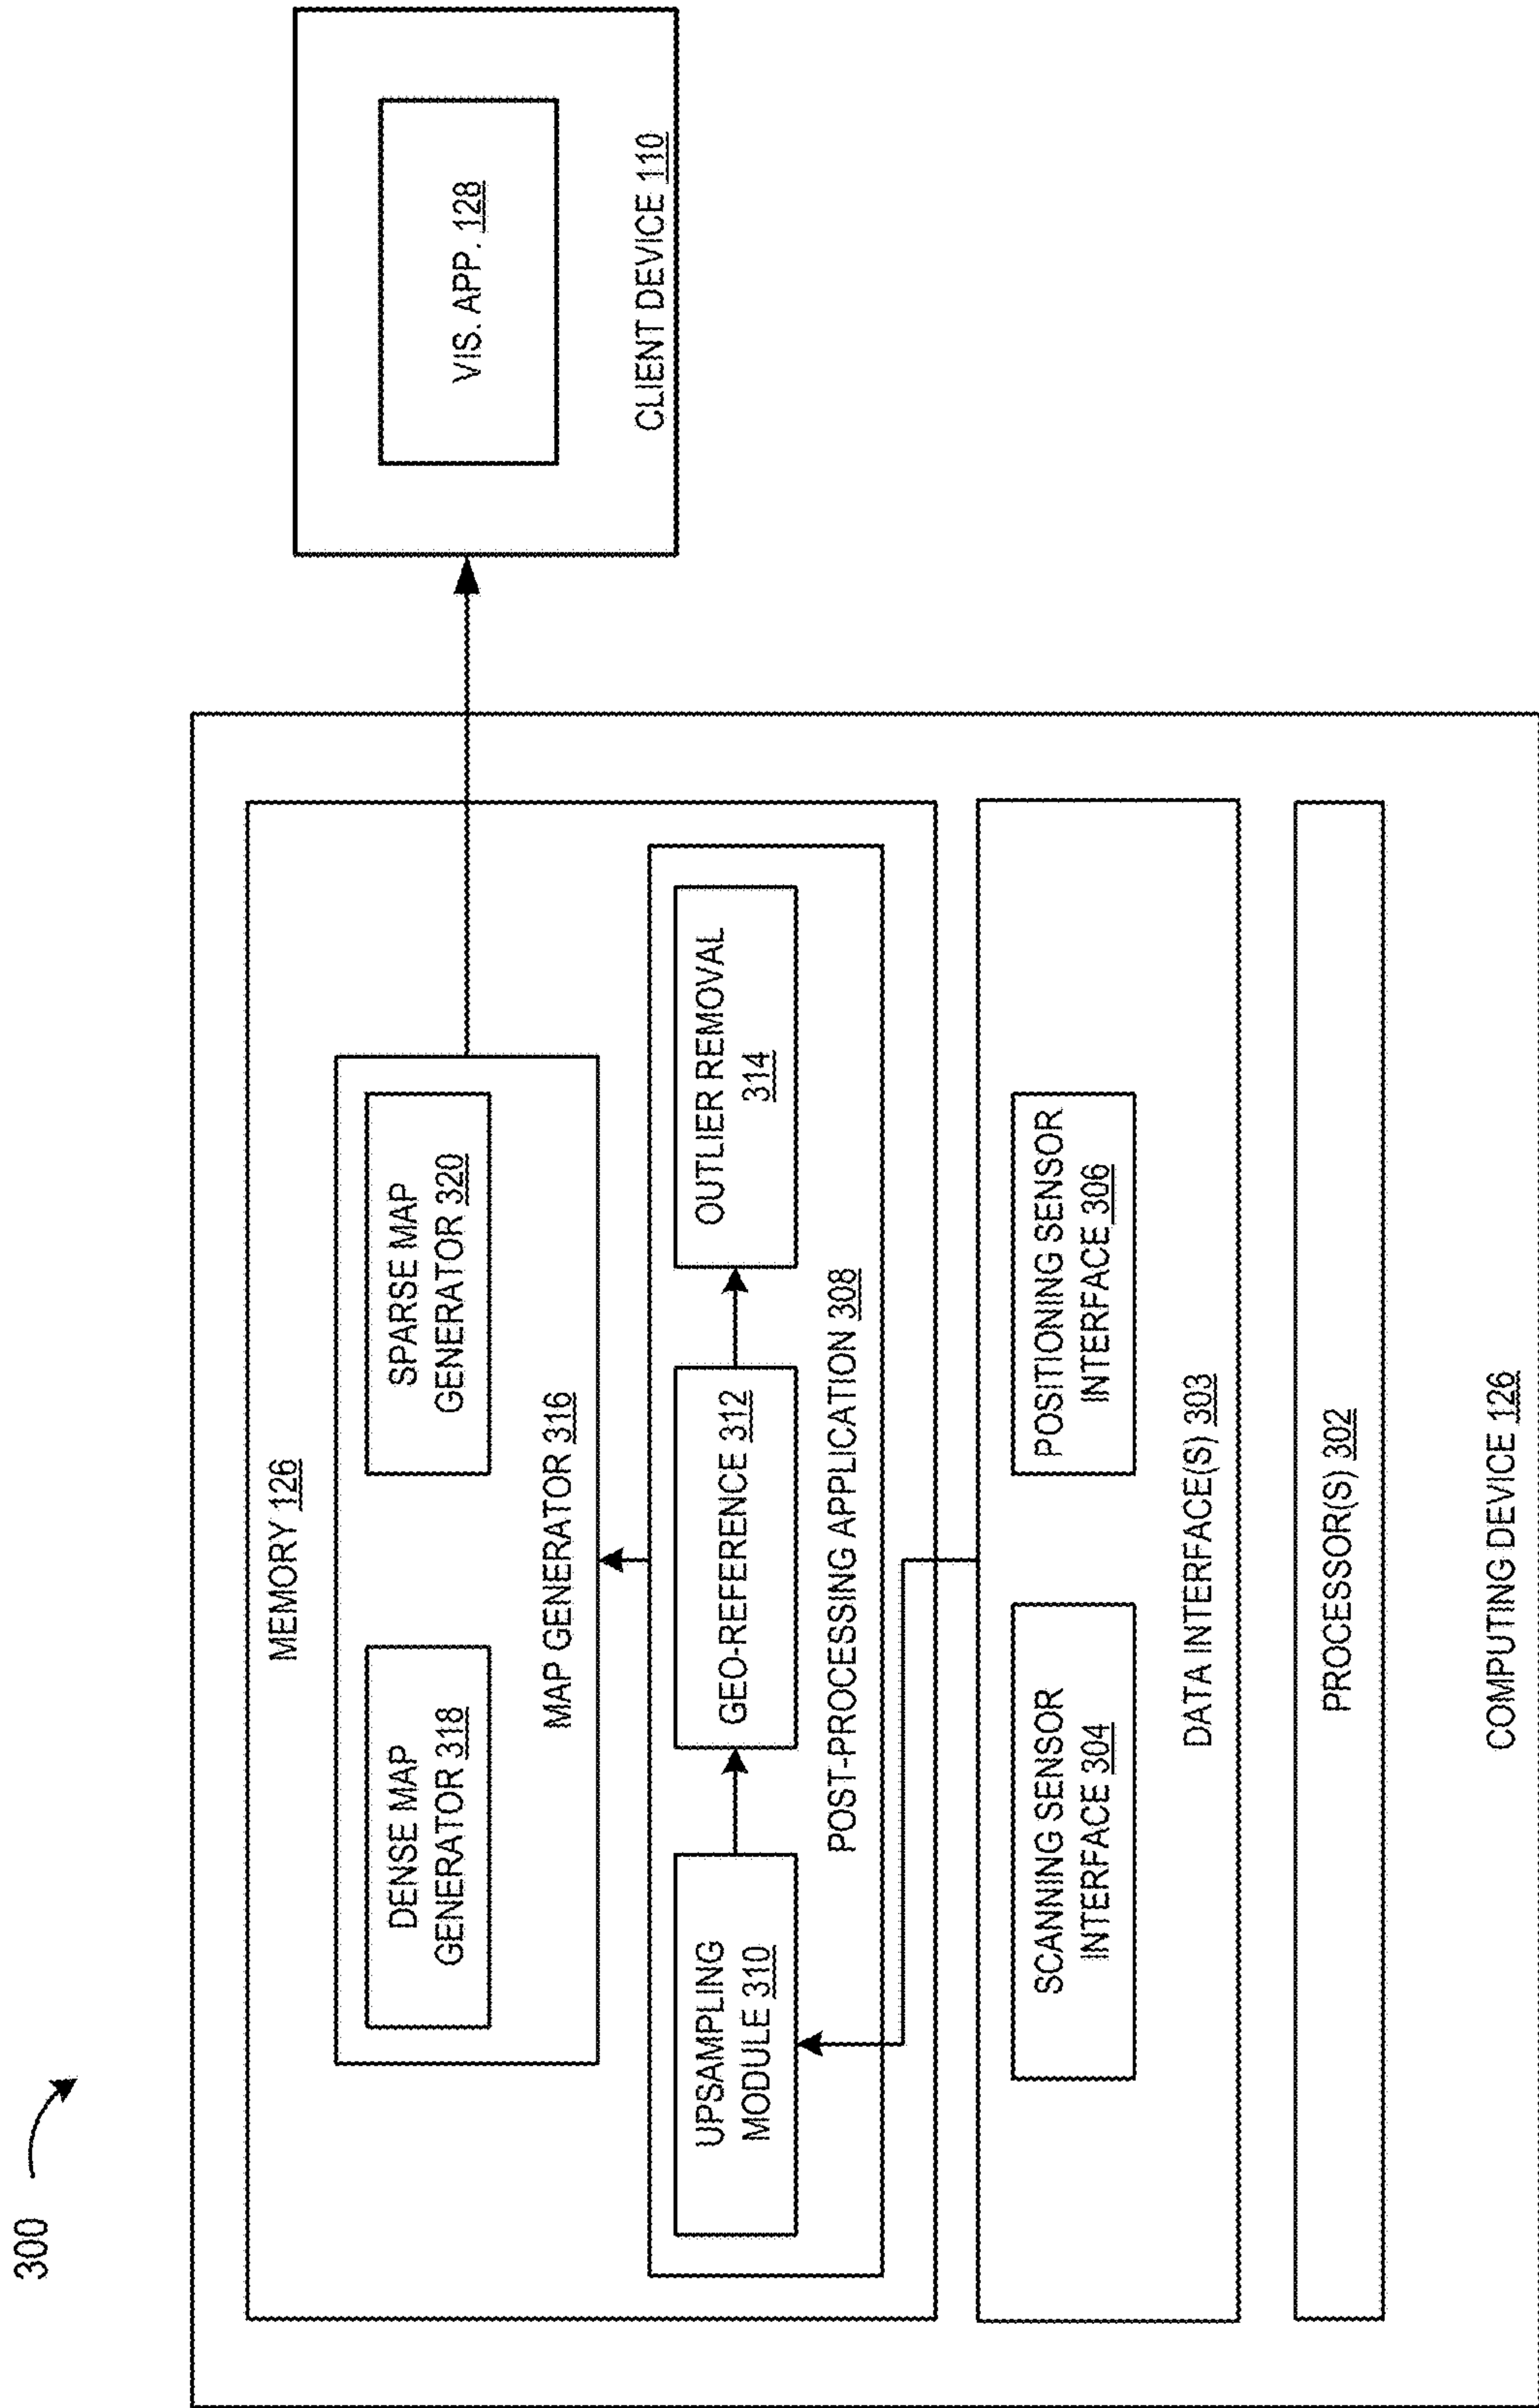 300
MEMORY 126
DENSE MAP
GENERATOR 318
SPARSE MAP
GENERATOR 320
MAP GENERATOR 316
UPSAMPLING
MODULE 310
GEO-REFERENCE 312
OUTLIER REMOVAL
314
POST-PROCESSING APPLICATION 308
SCANNING SENSOR
INTERFACE 304
POSITIONING SENSOR
INTERFACE 306
DATA INTERFACE(S) 303
PROCESSOR(S) 302
COMPUTING DEVICE 126
VIS. APP. 128
CLIENT DEVICE 110